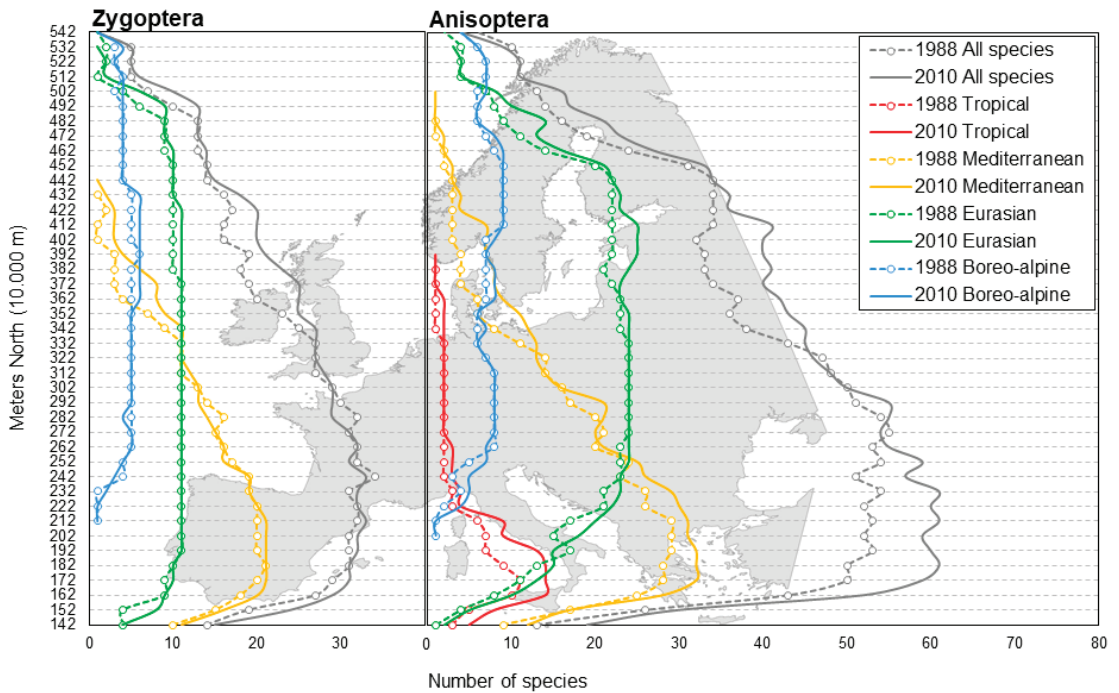 Zygoptera Anisoptera
542
532
522
512
502
492
482
472
462
452
442
432
422
412
402
392
382
372
362
352
342
332
322
312
302
292
282
272
262
252
242
232
222
212
202
192
182
172
162
152
142
Meters North (10.000 m)
1988 All species
2010 All species
1988 Tropical
2010 Tropical
1988 Mediterranean
2010 Mediterranean
1988 Eurasian
2010 Eurasian
1988 Boreo-alpine
2010 Boreo-alpine
0 10 20 30 0 10 20 30 40 50 60 70 80
Number of species